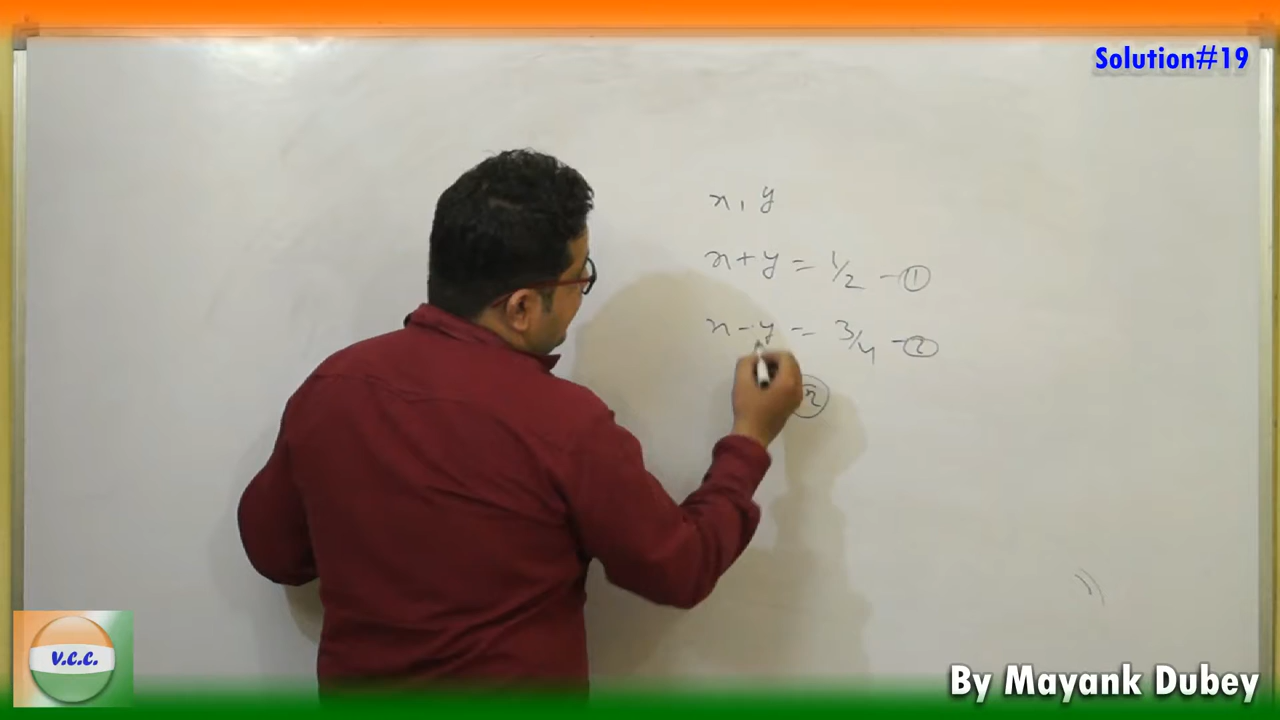 Solution#19
x, y
x + y = 1/2 - ①
x - y = 3/4 - ②
V.C.C.
By Mayank Dubey